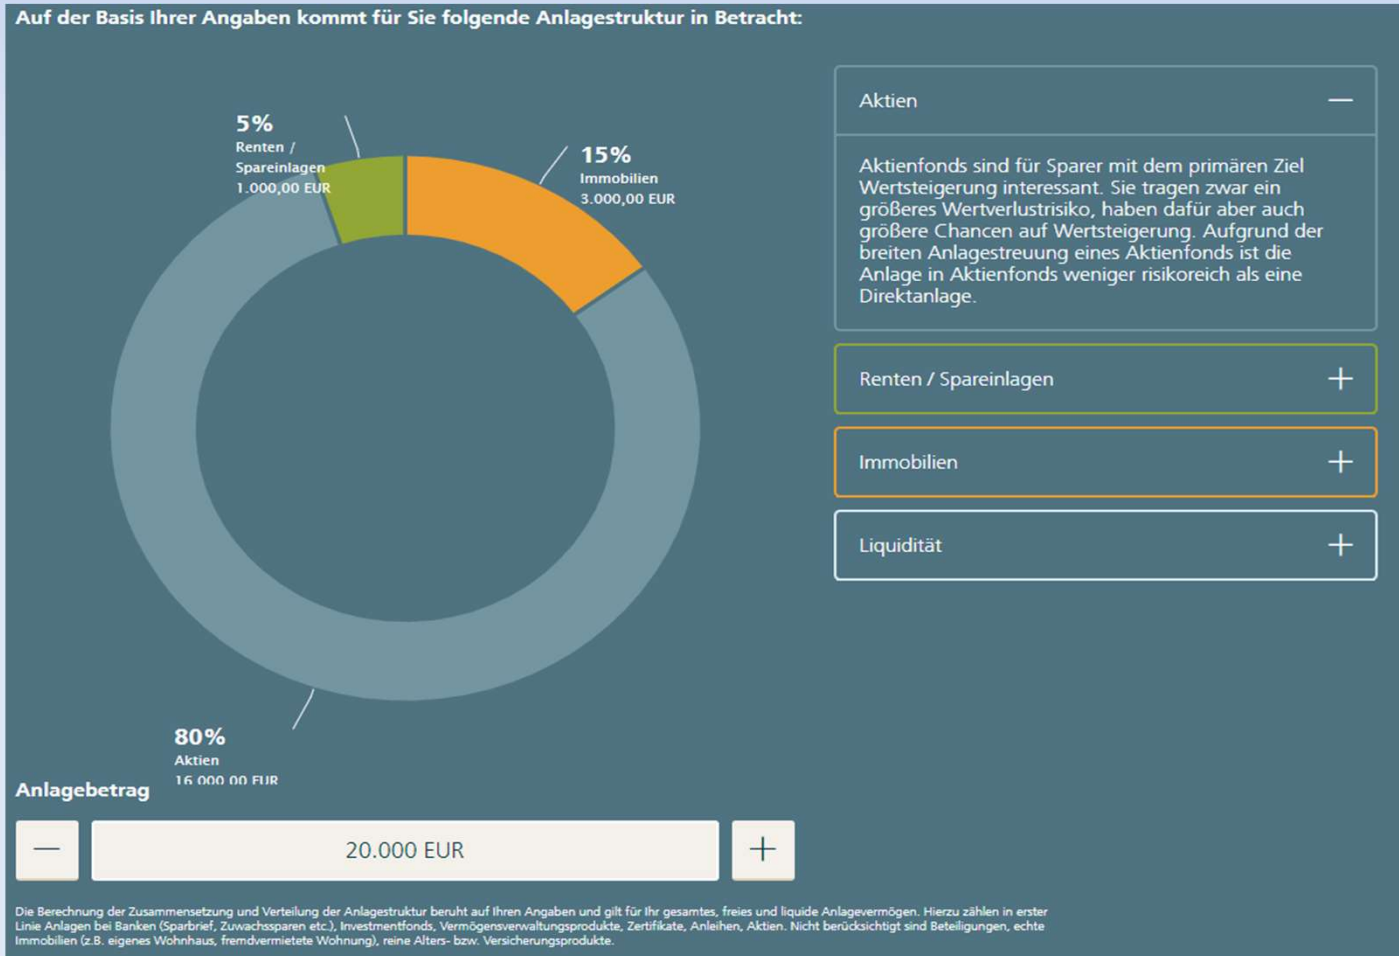 Auf der Basis Ihrer Angaben kommt für Sie folgende Anlagestruktur in Betracht:
5%
Renten /
Spareinlagen
1.000,00 EUR
15%
Immobilien
3.000,00 EUR
80%
Aktien
16.000,00 EUR
Aktien
Aktienfonds sind für Sparer mit dem primären Ziel
Wertsteigerung interessant. Sie tragen zwar ein
größeres Wertverlustrisiko, haben dafür aber auch
größere Chancen auf Wertsteigerung. Aufgrund der
breiten Anlagestreuung eines Aktienfonds ist die
Anlage in Aktienfonds weniger risikoreich als eine
Direktanlage.
Renten / Spareinlagen
Immobilien
Liquidität
Anlagebetrag
20.000 EUR
Die Berechnung der Zusammensetzung und Verteilung der Anlagestruktur beruht auf Ihren Angaben und gilt für Ihr gesamtes, freies und liquide Anlagevermögen. Hierzu zählen in erster
Linie Anlagen bei Banken (Sparbrief, Zuwachssparen etc.), Investmentfonds, Vermögensverwaltungsprodukte, Zertifikate, Anleihen, Aktien. Nicht berücksichtigt sind Beteiligungen, echte
Immobilien (z.B. eigenes Wohnhaus, fremdvermietete Wohnung), reine Alters- bzw. Versicherungsprodukte.